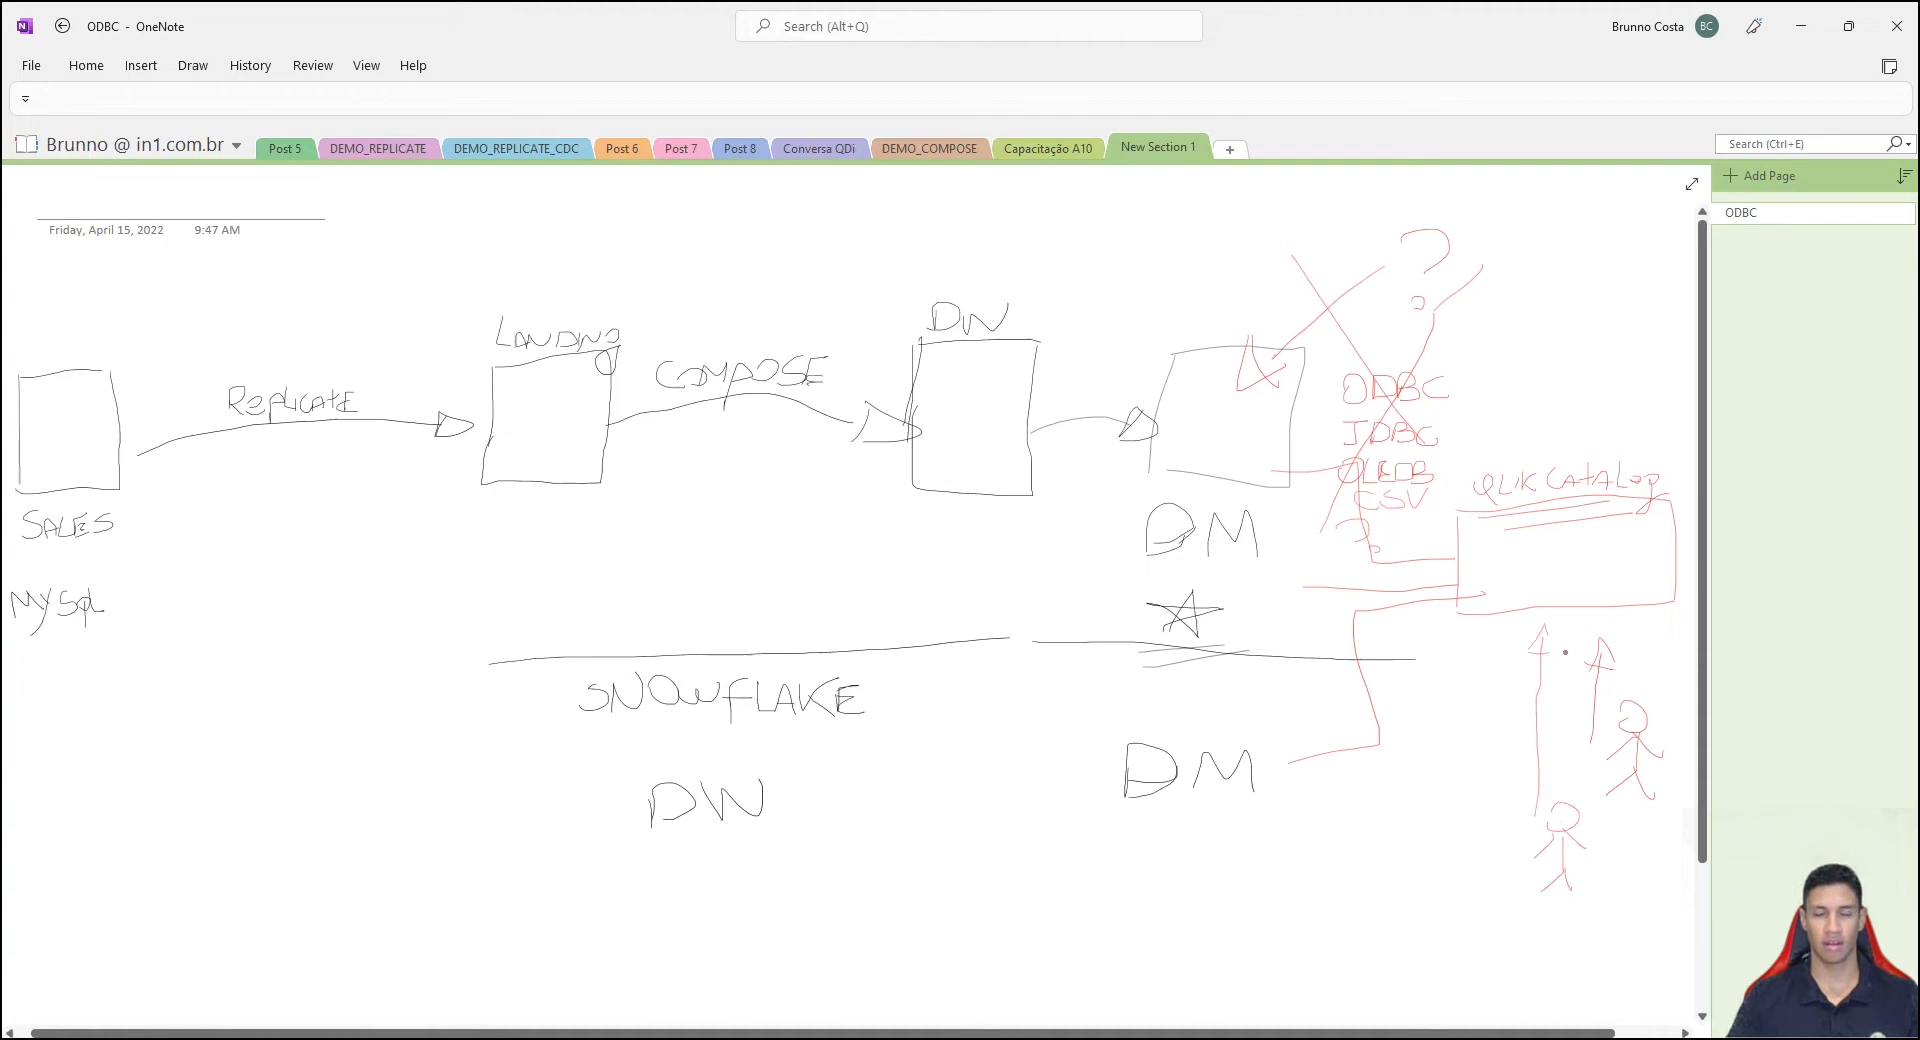 ODBC - OneNote
Search (Alt+Q)
Brunno Costa BC
File Home Insert Draw History Review View Help
Brunno @ in1.com.br
Post 5 DEMO_REPLICATE DEMO_REPLICATE_CDC Post 6 Post 7 Post 8 Conversa QDi DEMO_COMPOSE Capacitação A10 New Section 1
Search (Ctrl+E)
Add Page
ODBC
Friday, April 15, 2022 9:47 AM
?
LANDING
DW
REPLICATE
COMPOSE
ODBC
JDBC
OLEDB
CSV
?
QLIK CATALOG
SALES
DM
MYSQL
SNOWFLAKE
DW
DM